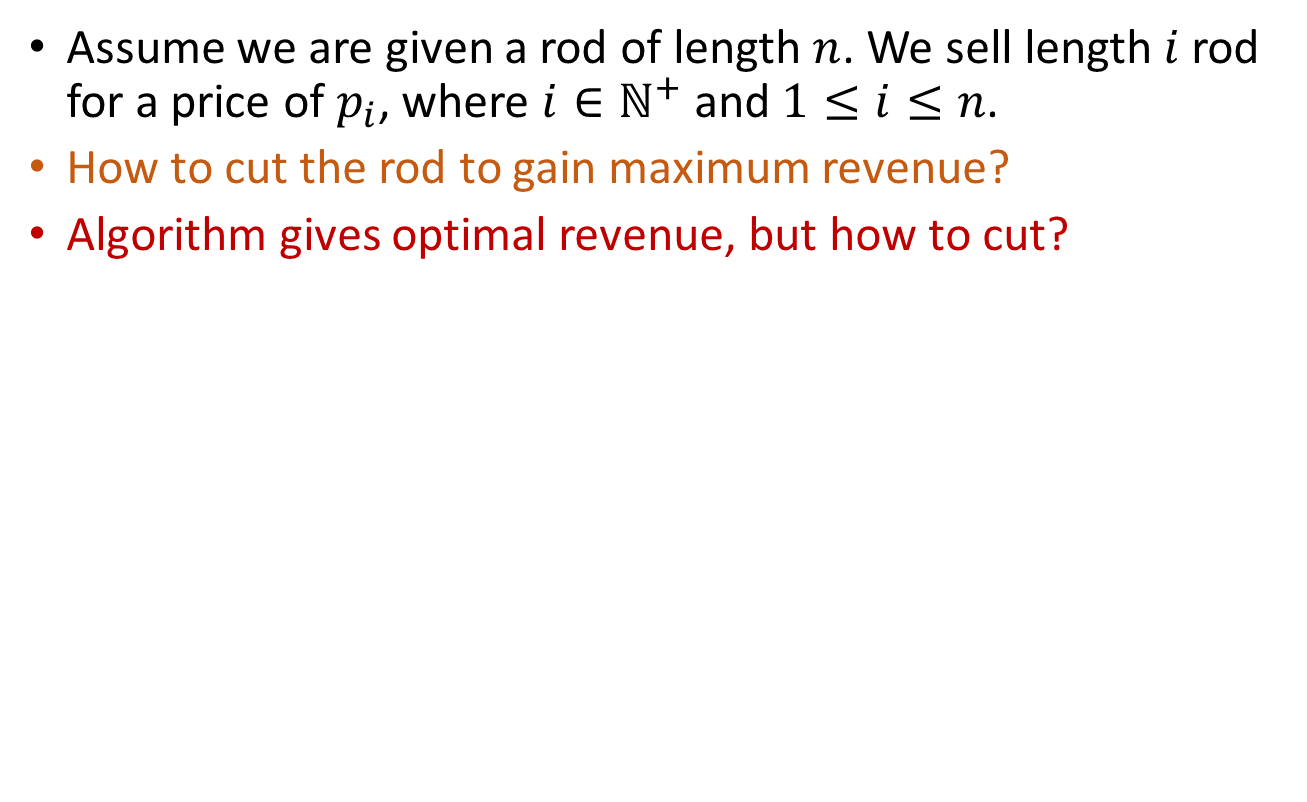 • Assume we are given a rod of length 𝑛. We sell length 𝑖 rod
for a price of 𝑝ᵢ, where 𝑖 ∈ ℕ⁺ and 1 ≤ 𝑖 ≤ 𝑛.
• How to cut the rod to gain maximum revenue?
• Algorithm gives optimal revenue, but how to cut?